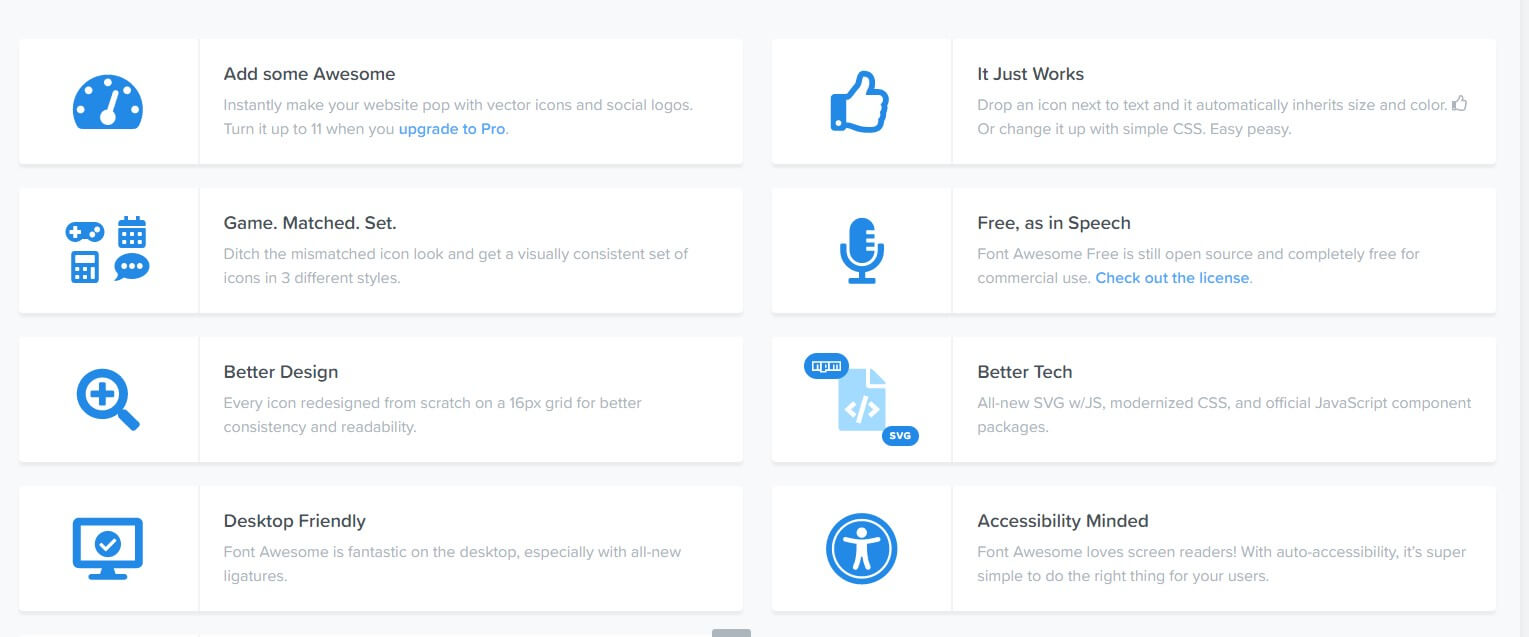 Add some Awesome
Instantly make your website pop with vector icons and social logos.
Turn it up to 11 when you upgrade to Pro.
It Just Works
Drop an icon next to text and it automatically inherits size and color.
Or change it up with simple CSS. Easy peasy.
Game. Matched. Set.
Ditch the mismatched icon look and get a visually consistent set of
icons in 3 different styles.
Free, as in Speech
Font Awesome Free is still open source and completely free for
commercial use. Check out the license.
Better Design
Every icon redesigned from scratch on a 16px grid for better
consistency and readability.
npm
SVG
Better Tech
All-new SVG w/JS, modernized CSS, and official JavaScript component
packages.
Desktop Friendly
Font Awesome is fantastic on the desktop, especially with all-new
ligatures.
Accessibility Minded
Font Awesome loves screen readers! With auto-accessibility, it's super
simple to do the right thing for your users.